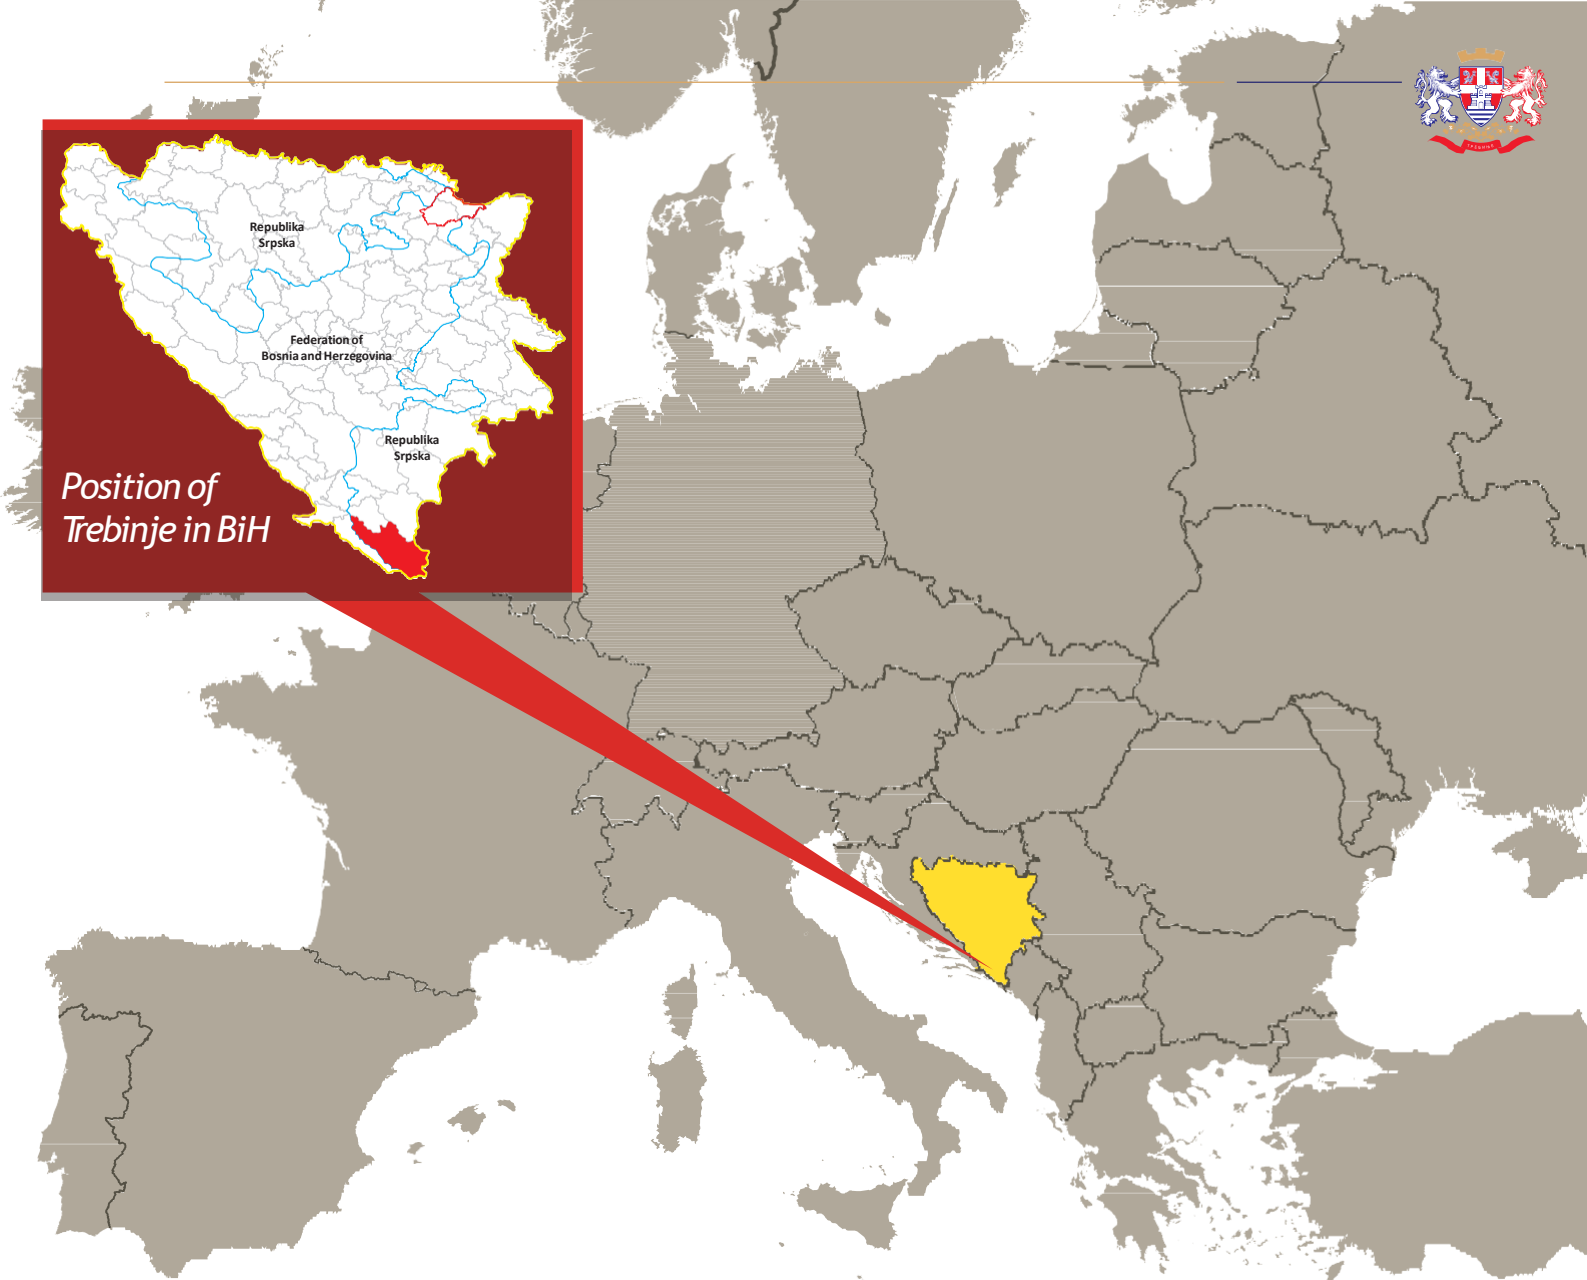 Republika
Srpska
Federation of
Bosnia and Herzegovina
Republika
Srpska
Position of
Trebinje in BiH